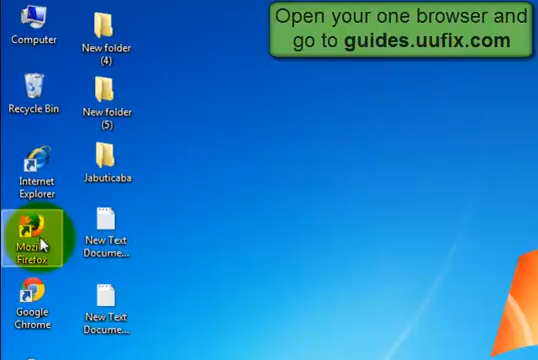 Open your one browser and
go to guides.uufix.com
Computer
New folder
(4)
Recycle Bin
New folder
(5)
Internet
Explorer
Jabuticaba
Mozilla
Firefox
New Text
Docume...
Google
Chrome
New Text
Docume...